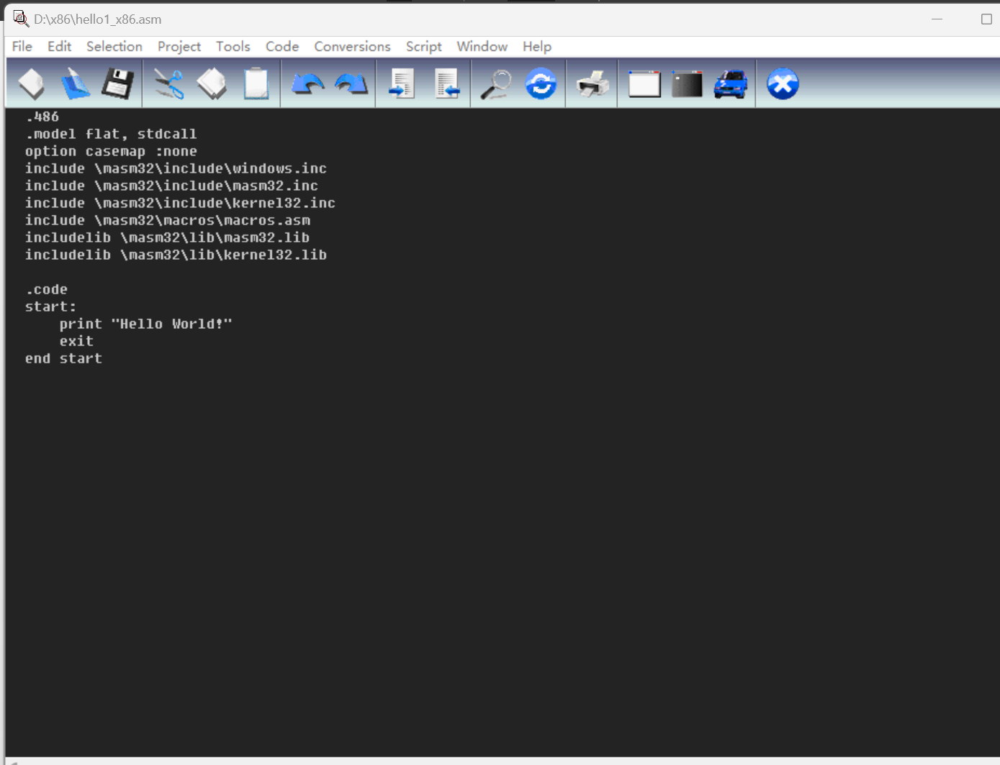 D:\x86\hello1_x86.asm
File Edit Selection Project Tools Code Conversions Script Window Help
.486
.model flat, stdcall
option casemap :none
include \masm32\include\windows.inc
include \masm32\include\masm32.inc
include \masm32\include\kernel32.inc
include \masm32\macros\macros.asm
includelib \masm32\lib\masm32.lib
includelib \masm32\lib\kernel32.lib
.code
start:
print "Hello World!"
exit
end start